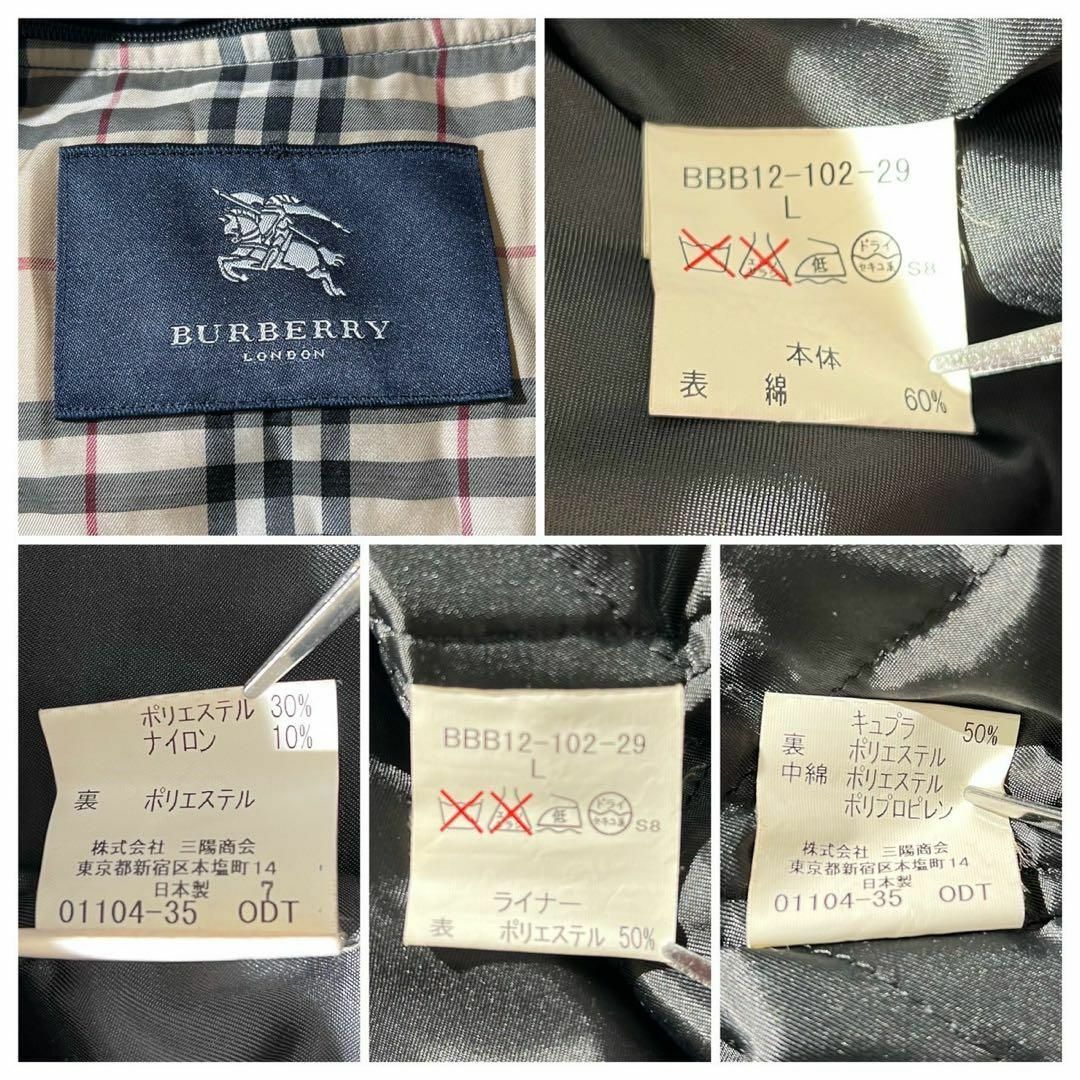 BURBERRY
LONDON
BBB12-102-29
L
低 ドライ
セキユ系 S8
本体
表 綿 60%
ポリエステル 30%
ナイロン 10%
裏 ポリエステル
株式会社 三陽商会
東京都新宿区本塩町14
日本製 7
01104-35 ODT
BBB12-102-29
L
低 ドライ
セキユ系 S8
ライナー
表 ポリエステル 50%
キュプラ 50%
裏 ポリエステル
中綿 ポリエステル
ポリプロピレン
株式会社 三陽商会
東京都新宿区本塩町14
日本製
01104-35 ODT